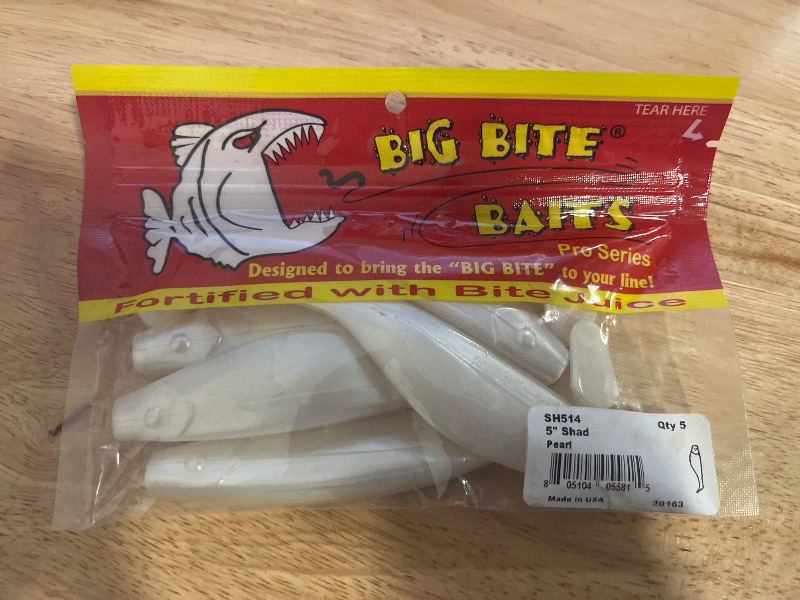 TEAR HERE
BIG BITE®
BAITS
Pro Series
Designed to bring the "BIG BITE" to your line!
Fortified with Bite Juice
SH514
5" Shad
Qty 5
Pearl
8 05104 05581 5
Made in USA
20163